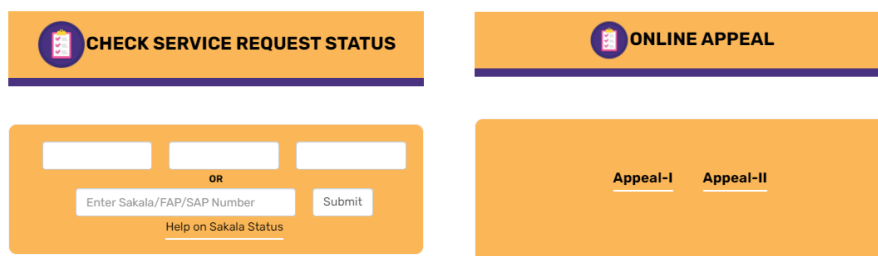 CHECK SERVICE REQUEST STATUS
OR
Enter Sakala/FAP/SAP Number
Submit
Help on Sakala Status
ONLINE APPEAL
Appeal-I
Appeal-II